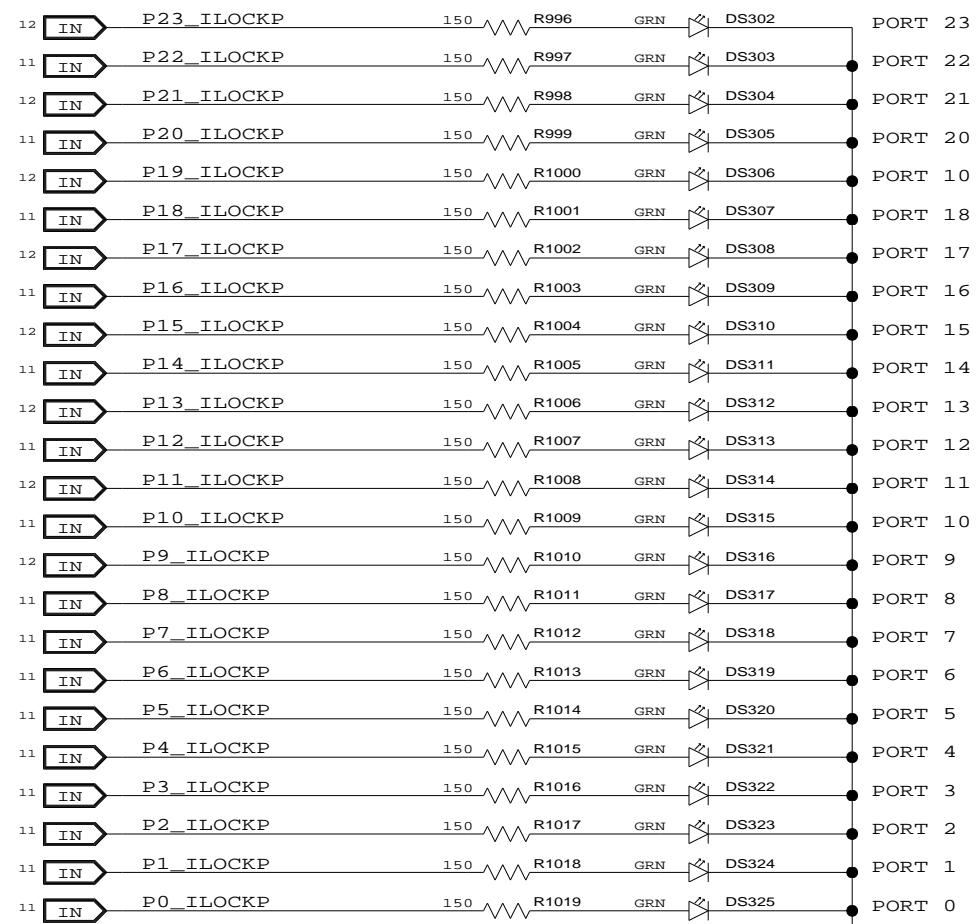 12 IN P23_ILOCKP 150 R996 GRN DS302 PORT 23
11 IN P22_ILOCKP 150 R997 GRN DS303 PORT 22
12 IN P21_ILOCKP 150 R998 GRN DS304 PORT 21
11 IN P20_ILOCKP 150 R999 GRN DS305 PORT 20
12 IN P19_ILOCKP 150 R1000 GRN DS306 PORT 10
11 IN P18_ILOCKP 150 R1001 GRN DS307 PORT 18
12 IN P17_ILOCKP 150 R1002 GRN DS308 PORT 17
11 IN P16_ILOCKP 150 R1003 GRN DS309 PORT 16
12 IN P15_ILOCKP 150 R1004 GRN DS310 PORT 15
11 IN P14_ILOCKP 150 R1005 GRN DS311 PORT 14
12 IN P13_ILOCKP 150 R1006 GRN DS312 PORT 13
11 IN P12_ILOCKP 150 R1007 GRN DS313 PORT 12
12 IN P11_ILOCKP 150 R1008 GRN DS314 PORT 11
11 IN P10_ILOCKP 150 R1009 GRN DS315 PORT 10
12 IN P9_ILOCKP 150 R1010 GRN DS316 PORT 9
11 IN P8_ILOCKP 150 R1011 GRN DS317 PORT 8
11 IN P7_ILOCKP 150 R1012 GRN DS318 PORT 7
11 IN P6_ILOCKP 150 R1013 GRN DS319 PORT 6
11 IN P5_ILOCKP 150 R1014 GRN DS320 PORT 5
11 IN P4_ILOCKP 150 R1015 GRN DS321 PORT 4
11 IN P3_ILOCKP 150 R1016 GRN DS322 PORT 3
11 IN P2_ILOCKP 150 R1017 GRN DS323 PORT 2
11 IN P1_ILOCKP 150 R1018 GRN DS324 PORT 1
11 IN P0_ILOCKP 150 R1019 GRN DS325 PORT 0